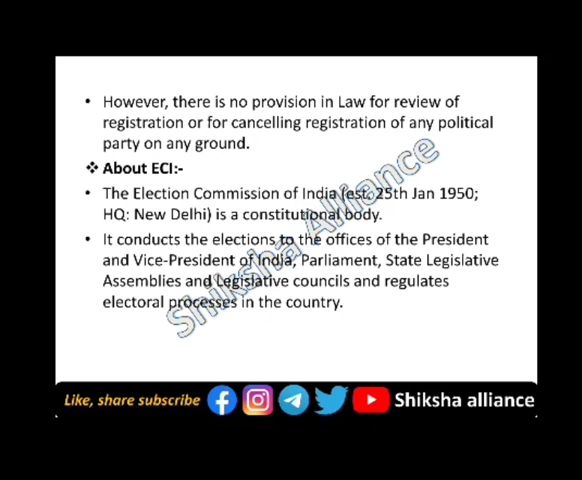 • However, there is no provision in Law for review of
registration or for cancelling registration of any political
party on any ground.
❖ About ECI:-
• The Election Commission of India (est. 25th Jan 1950;
HQ: New Delhi) is a constitutional body.
• It conducts the elections to the offices of the President
and Vice-President of India, Parliament, State Legislative
Assemblies and Legislative councils and regulates
electoral processes in the country.
Shiksha Alliance
Like, share subscribe
Shiksha alliance